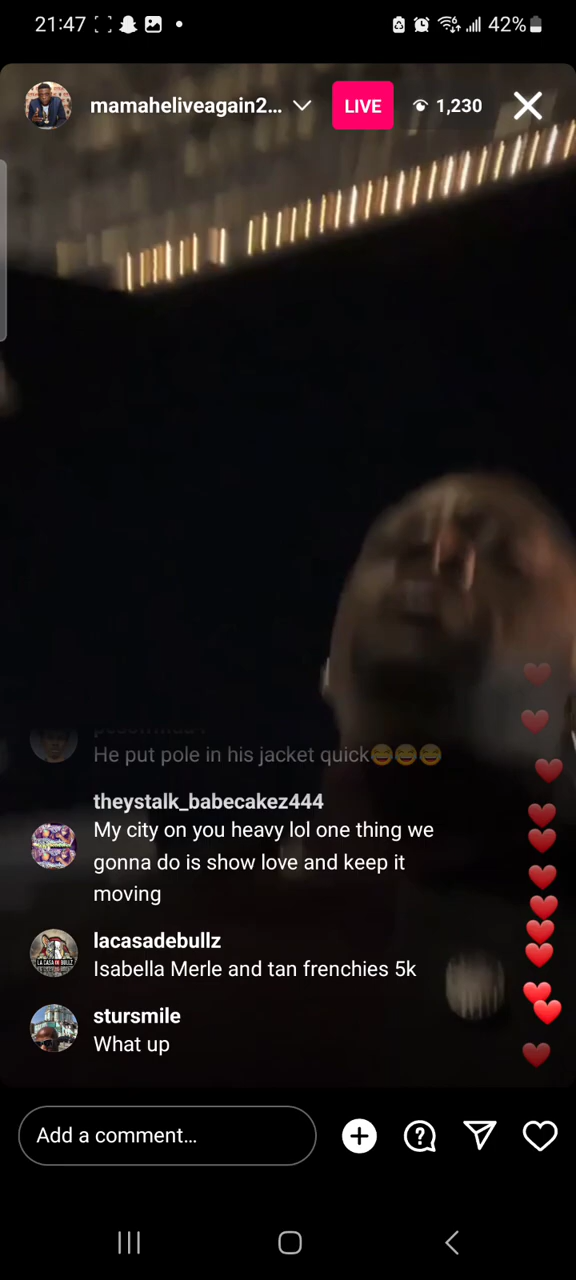 21:47
42%
mamaheliveagain2...
LIVE
1,230
He put pole in his jacket quick😂😂😂
theystalk_babecakez444
My city on you heavy lol one thing we
gonna do is show love and keep it
moving
lacasadebullz
Isabella Merle and tan frenchies 5k
stursmile
What up
Add a comment...